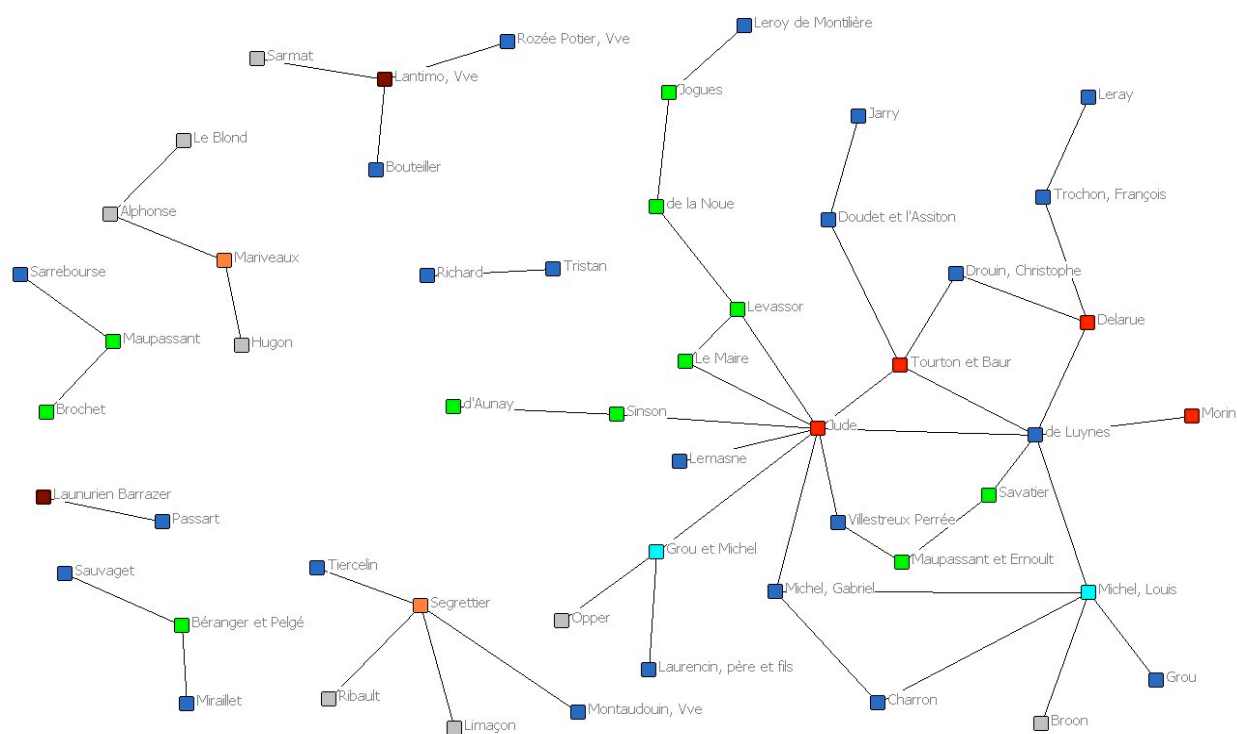 Leroy de Montilière
Rozée Potier, Vve
Sarmat
Lantimo, Vve
Jogues
Leray
Jarry
Le Blond
Bouteiller
Trochon, François
de la Noue
Alphonse
Doudet et l'Assiton
Mariveaux
Tristan
Sarrebourse
Richard
Drouin, Christophe
Levassor
Delarue
Maupassant
Hugon
Le Maire
Tourton et Baur
d'Aunay
Brochet
Sinson
Morin
Jude
de Luynes
Lemasne
Launurien Barrazer
Savatier
Passart
Villestreux Perrée
Grou et Michel
Maupassant et Ernoult
Tiercelin
Sauvaget
Michel, Gabriel
Michel, Louis
Segrettier
Opper
Béranger et Pelgé
Laurencin, père et fils
Grou
Ribault
Miraillet
Charron
Montaudouin, Vve
Broon
Limaçon